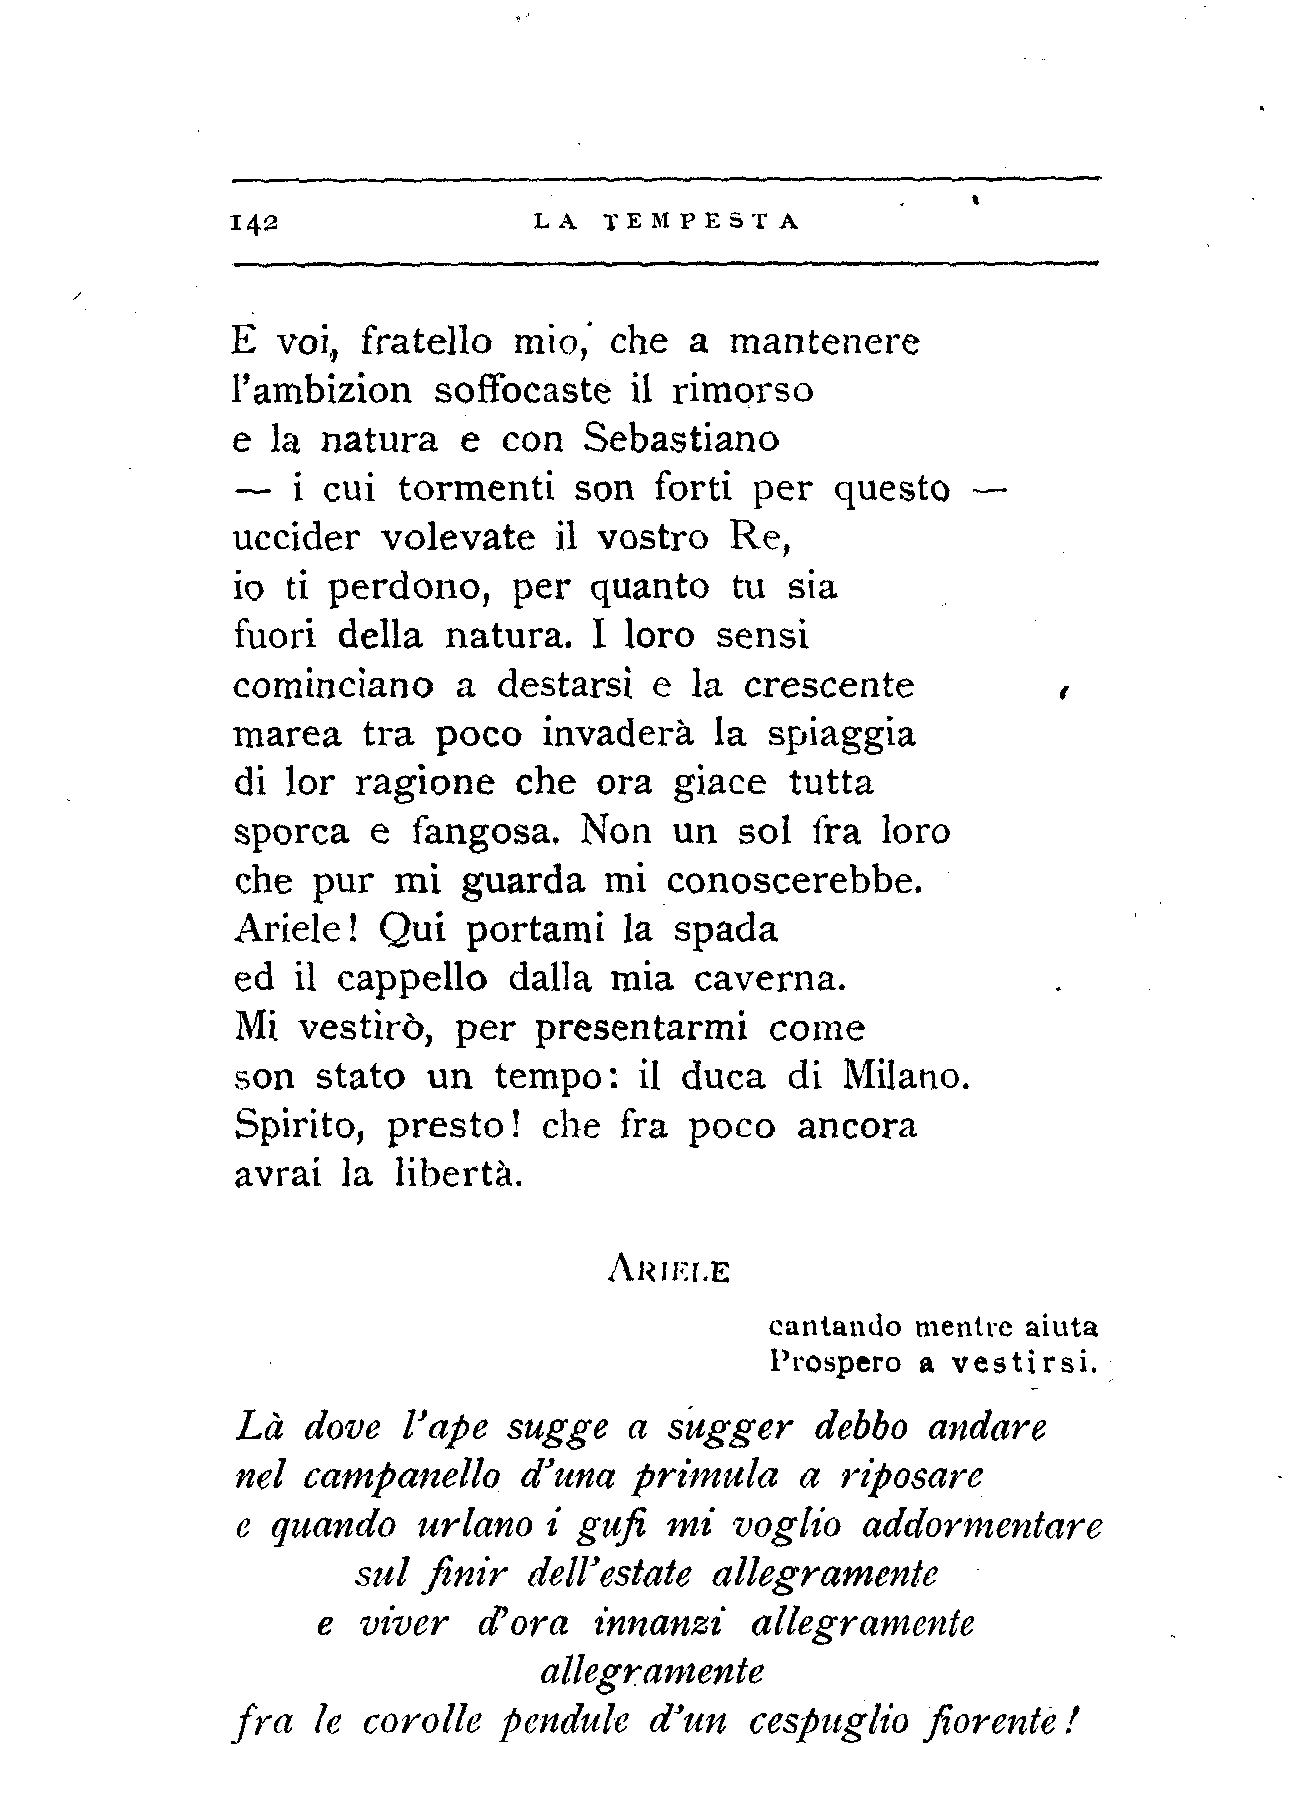 142 LA TEMPESTA
E voi, fratello mio, che a mantenere
l'ambizion soffocaste il rimorso
e la natura e con Sebastiano
— i cui tormenti son forti per questo —
uccider volevate il vostro Re,
io ti perdono, per quanto tu sia
fuori della natura. I loro sensi
cominciano a destarsi e la crescente
marea tra poco invaderà la spiaggia
di lor ragione che ora giace tutta
sporca e fangosa. Non un sol fra loro
che pur mi guarda mi conoscerebbe.
Ariele! Qui portami la spada
ed il cappello dalla mia caverna.
Mi vestirò, per presentarmi come
son stato un tempo: il duca di Milano.
Spirito, presto! che fra poco ancora
avrai la libertà.
ARIELE
cantando mentre aiuta
Prospero a vestirsi.
Là dove l'ape sugge a sugger debbo andare
nel campanello d'una primula a riposare
e quando urlano i gufi mi voglio addormentare
sul finir dell'estate allegramente
e viver d'ora innanzi allegramente
allegramente
fra le corolle pendule d'un cespuglio fiorente!